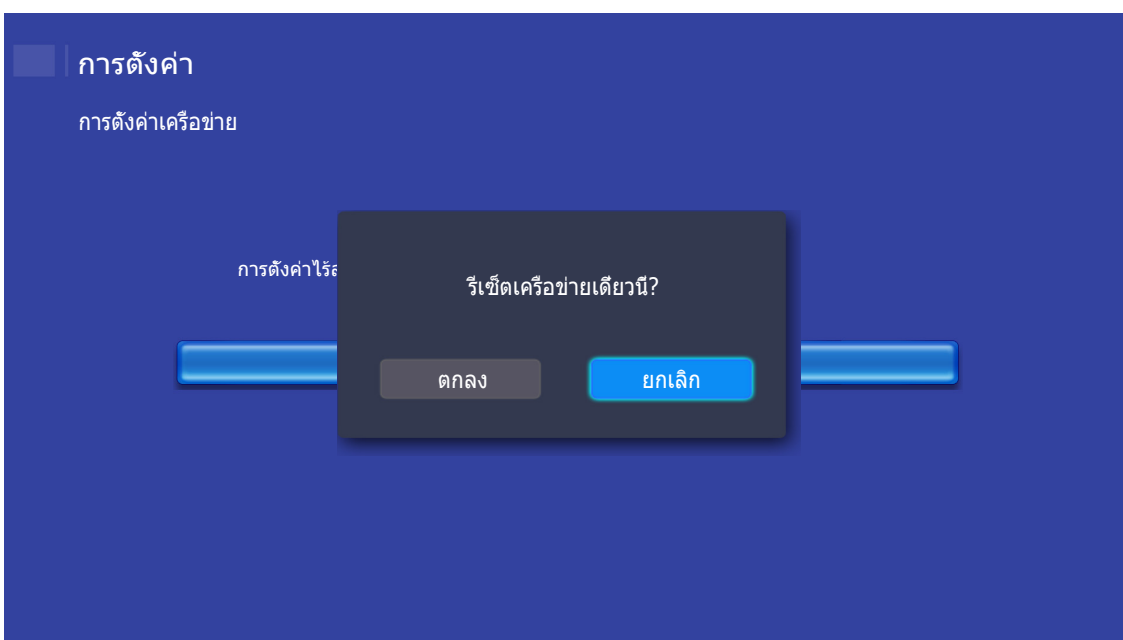 การตั้งค่า
การตั้งค่าเครือข่าย
การตั้งค่าไร้ส
รีเซ็ตเครือข่ายเดี๋ยวนี้?
ตกลง ยกเลิก